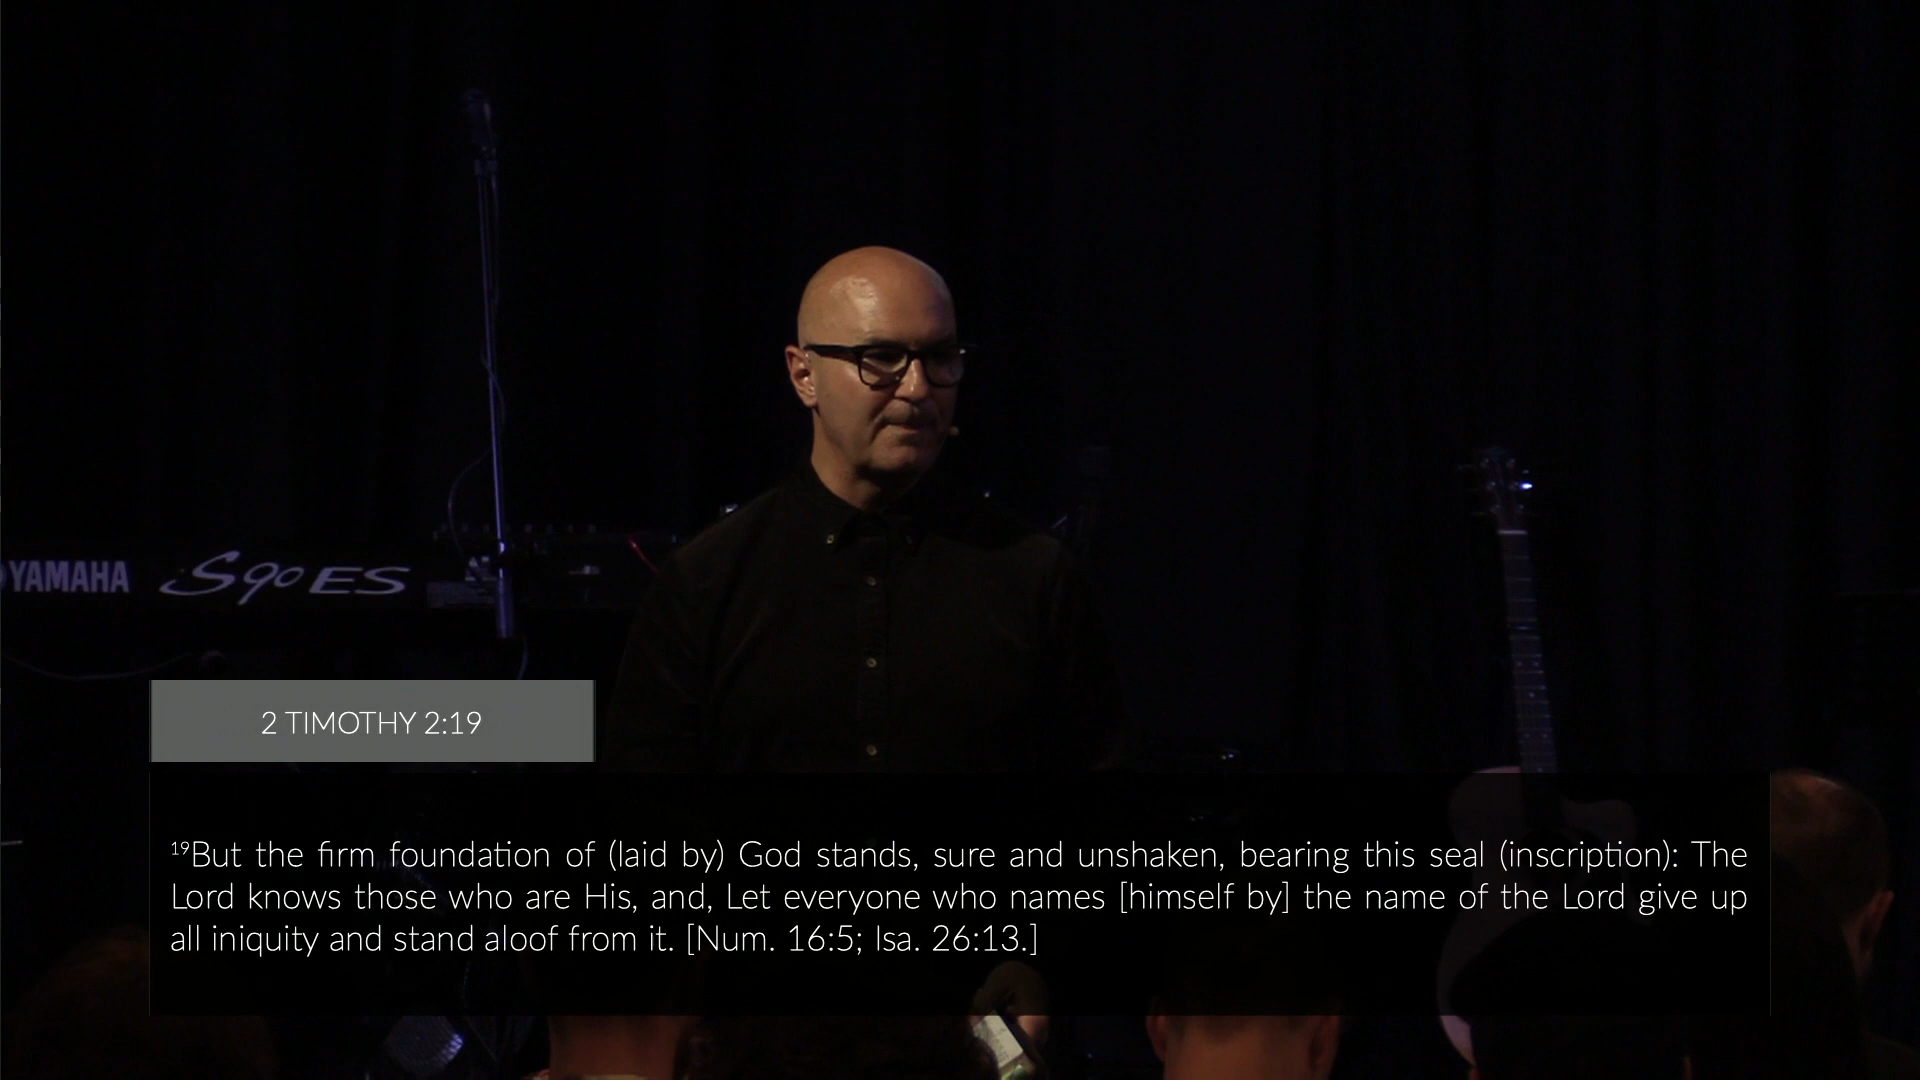 YAMAHA S90 ES
2 TIMOTHY 2:19
19But the firm foundation of (laid by) God stands, sure and unshaken, bearing this seal (inscription): The
Lord knows those who are His, and, Let everyone who names [himself by] the name of the Lord give up
all iniquity and stand aloof from it. [Num. 16:5; Isa. 26:13.]